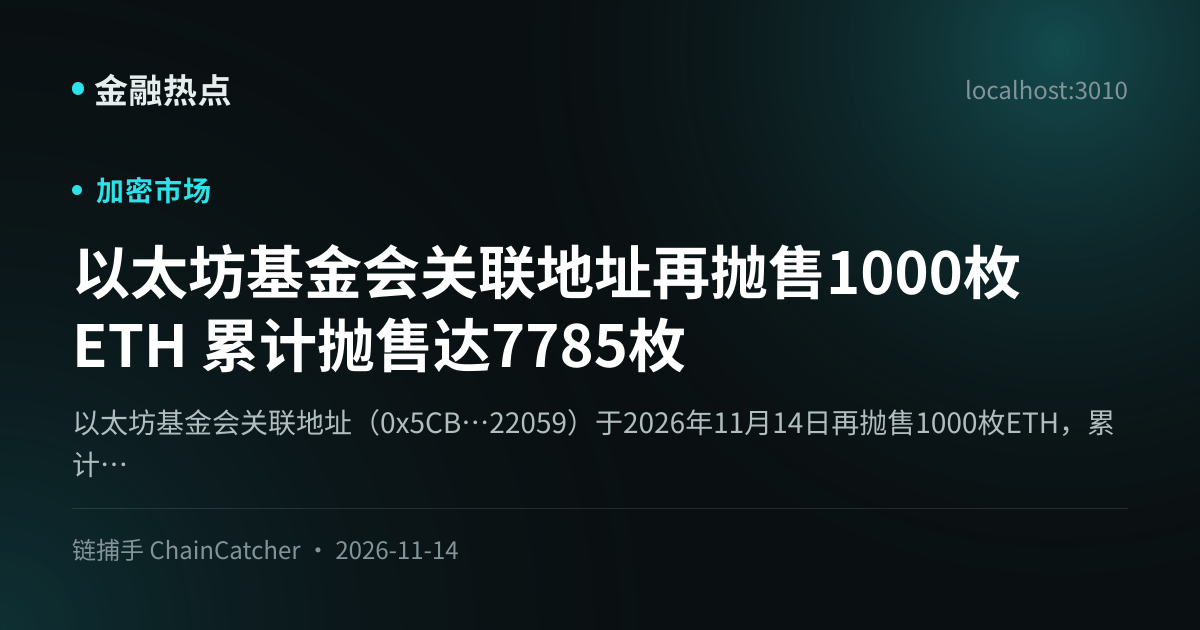 金融热点
localhost:3010
加密市场
以太坊基金会关联地址再抛售1000枚
ETH 累计抛售达7785枚
以太坊基金会关联地址（0x5CB…22059）于2026年11月14日再抛售1000枚ETH，累
计…
链捕手 ChainCatcher · 2026-11-14